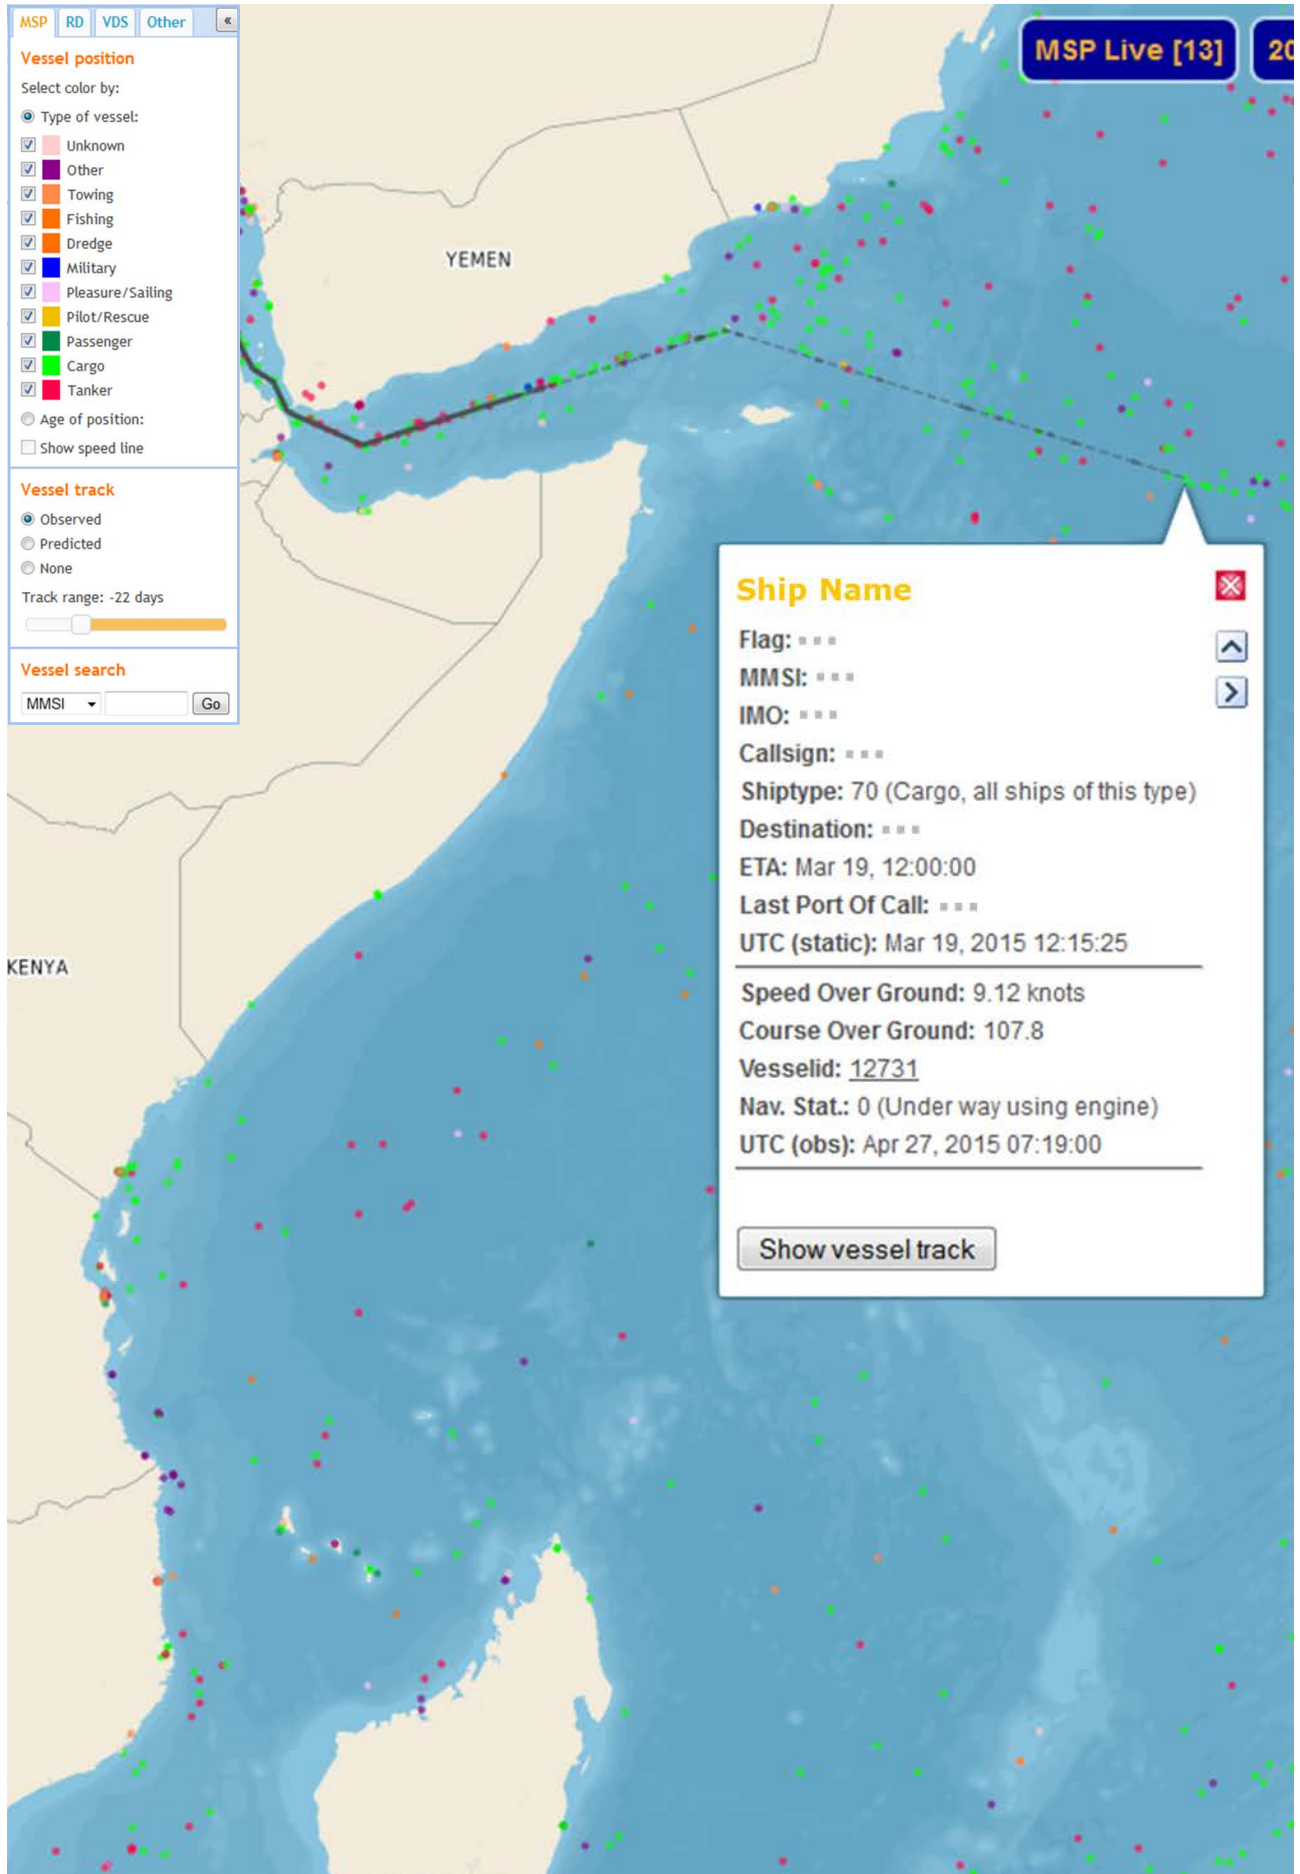 MSP RD VDS Other «
Vessel position
Select color by:
Type of vessel:
Unknown
Other
Towing
Fishing
Dredge
Military
Pleasure/Sailing
Pilot/Rescue
Passenger
Cargo
Tanker
Age of position:
Show speed line
Vessel track
Observed
Predicted
None
Track range: -22 days
Vessel search
MMSI Go
MSP Live [13] 20
YEMEN
KENYA
Ship Name
Flag:
MMSI:
IMO:
Callsign:
Shiptype: 70 (Cargo, all ships of this type)
Destination:
ETA: Mar 19, 12:00:00
Last Port Of Call:
UTC (static): Mar 19, 2015 12:15:25
Speed Over Ground: 9.12 knots
Course Over Ground: 107.8
Vesselid: 12731
Nav. Stat.: 0 (Under way using engine)
UTC (obs): Apr 27, 2015 07:19:00
Show vessel track